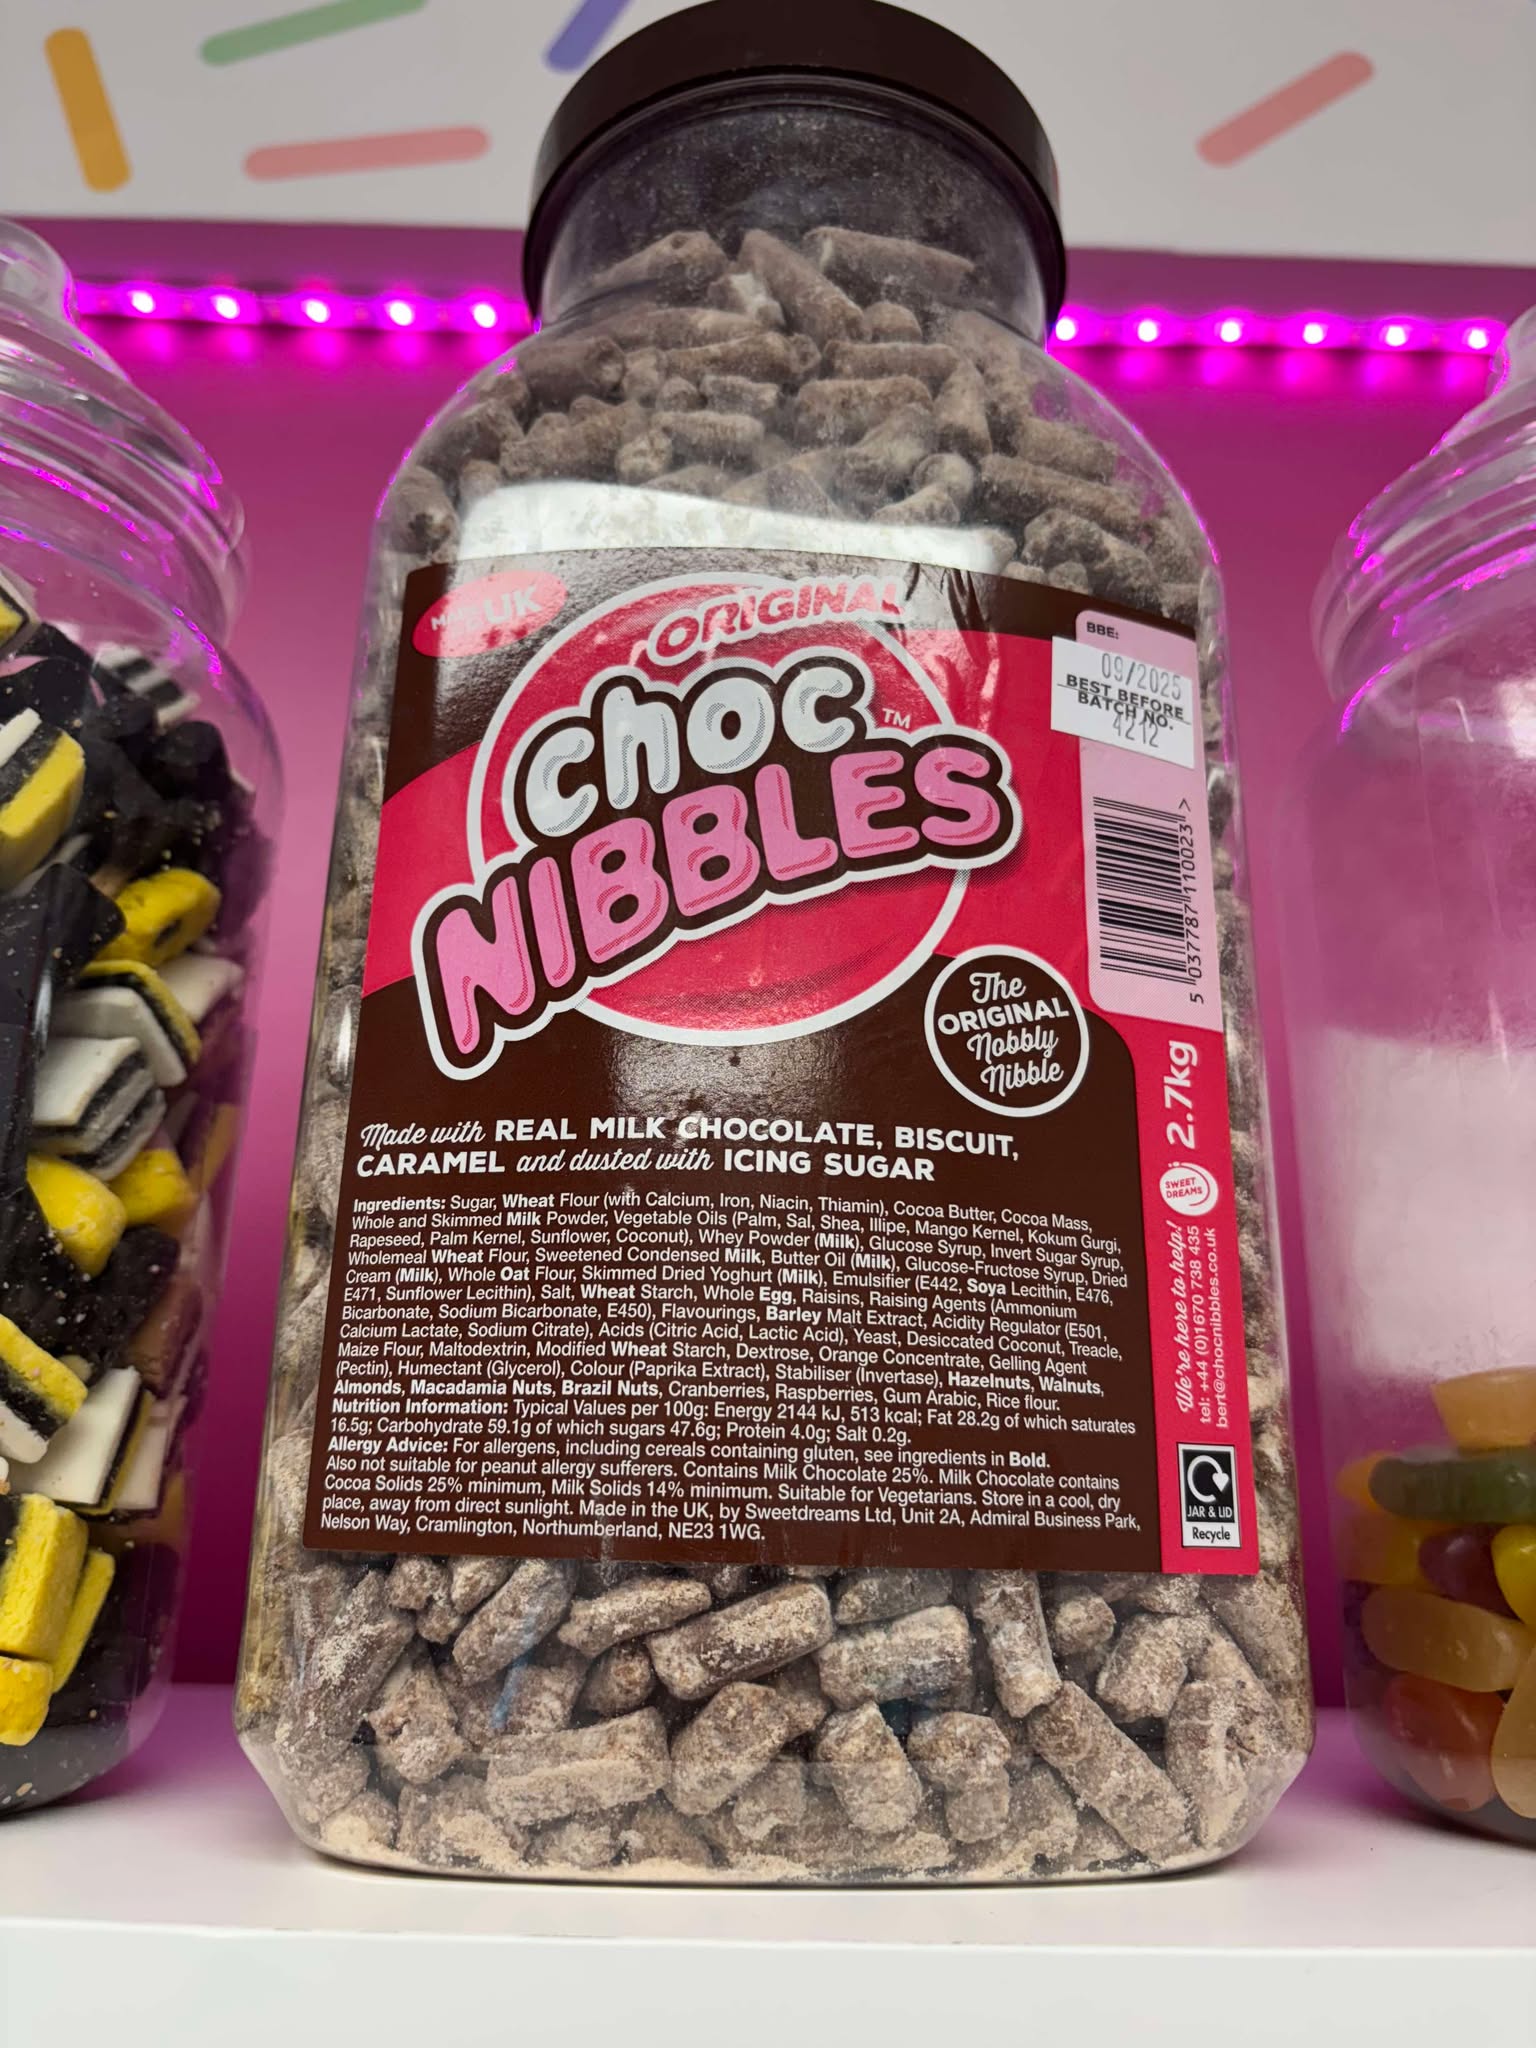 MADE IN UK
ORIGINAL
choc
NIBBLES™
BBE:
09/2025
BEST BEFORE
BATCH NO.
4212
5 037787 110023 >
The
ORIGINAL
Nobbly
Nibble
2.7kg
SWEET
DREAMS
We're here to help!
tel: +44 (0)1670 738 435
bert@chocnibbles.co.uk
JAR & LID
Recycle
Made with REAL MILK CHOCOLATE, BISCUIT,
CARAMEL and dusted with ICING SUGAR
Ingredients: Sugar, Wheat Flour (with Calcium, Iron, Niacin, Thiamin), Cocoa Butter, Cocoa Mass,
Whole and Skimmed Milk Powder, Vegetable Oils (Palm, Sal, Shea, Illipe, Mango Kernel, Kokum Gurgi,
Rapeseed, Palm Kernel, Sunflower, Coconut), Whey Powder (Milk), Glucose Syrup, Invert Sugar Syrup,
Wholemeal Wheat Flour, Sweetened Condensed Milk, Butter Oil (Milk), Glucose-Fructose Syrup, Dried
Cream (Milk), Whole Oat Flour, Skimmed Dried Yoghurt (Milk), Emulsifier (E442, Soya Lecithin, E476,
E471, Sunflower Lecithin), Salt, Wheat Starch, Whole Egg, Raisins, Raising Agents (Ammonium
Bicarbonate, Sodium Bicarbonate, E450), Flavourings, Barley Malt Extract, Acidity Regulator (E501,
Calcium Lactate, Sodium Citrate), Acids (Citric Acid, Lactic Acid), Yeast, Desiccated Coconut, Treacle,
Maize Flour, Maltodextrin, Modified Wheat Starch, Dextrose, Orange Concentrate, Gelling Agent
(Pectin), Humectant (Glycerol), Colour (Paprika Extract), Stabiliser (Invertase), Hazelnuts, Walnuts,
Almonds, Macadamia Nuts, Brazil Nuts, Cranberries, Raspberries, Gum Arabic, Rice flour.
Nutrition Information: Typical Values per 100g: Energy 2144 kJ, 513 kcal; Fat 28.2g of which saturates
16.5g; Carbohydrate 59.1g of which sugars 47.6g; Protein 4.0g; Salt 0.2g.
Allergy Advice: For allergens, including cereals containing gluten, see ingredients in Bold.
Also not suitable for peanut allergy sufferers. Contains Milk Chocolate 25%. Milk Chocolate contains
Cocoa Solids 25% minimum, Milk Solids 14% minimum. Suitable for Vegetarians. Store in a cool, dry
place, away from direct sunlight. Made in the UK, by Sweetdreams Ltd, Unit 2A, Admiral Business Park,
Nelson Way, Cramlington, Northumberland, NE23 1WG.